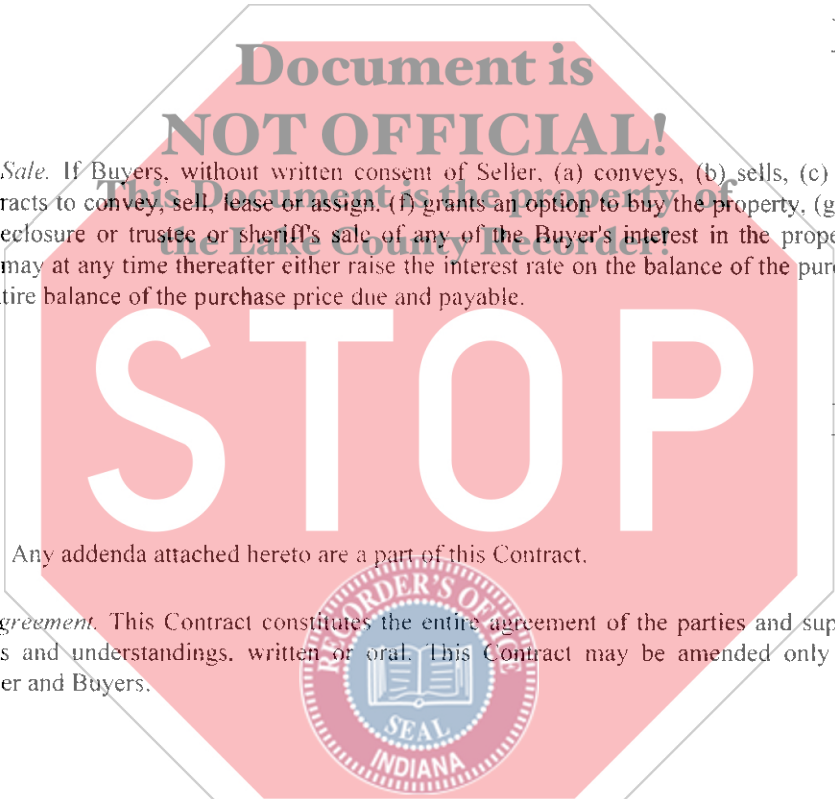 Document is
NOT OFFICIAL!
Sale. If Buyers, without written consent of Seller, (a) conveys, (b) sells, (c)
This Document is the property of
racts to convey, sell, lease or assign. (f) grants an option to buy the property, (g
the Lake County Recorder!
eclosure or trustee or sheriff's sale of any of the Buyer's interest in the prope
may at any time thereafter either raise the interest rate on the balance of the purc
tire balance of the purchase price due and payable.
STOP
Any addenda attached hereto are a part of this Contract.
greement. This Contract constitutes the entire agreement of the parties and sup
s and understandings, written or oral. This Contract may be amended only
er and Buyers.
RECORDER'S OFFICE
SEAL
INDIANA